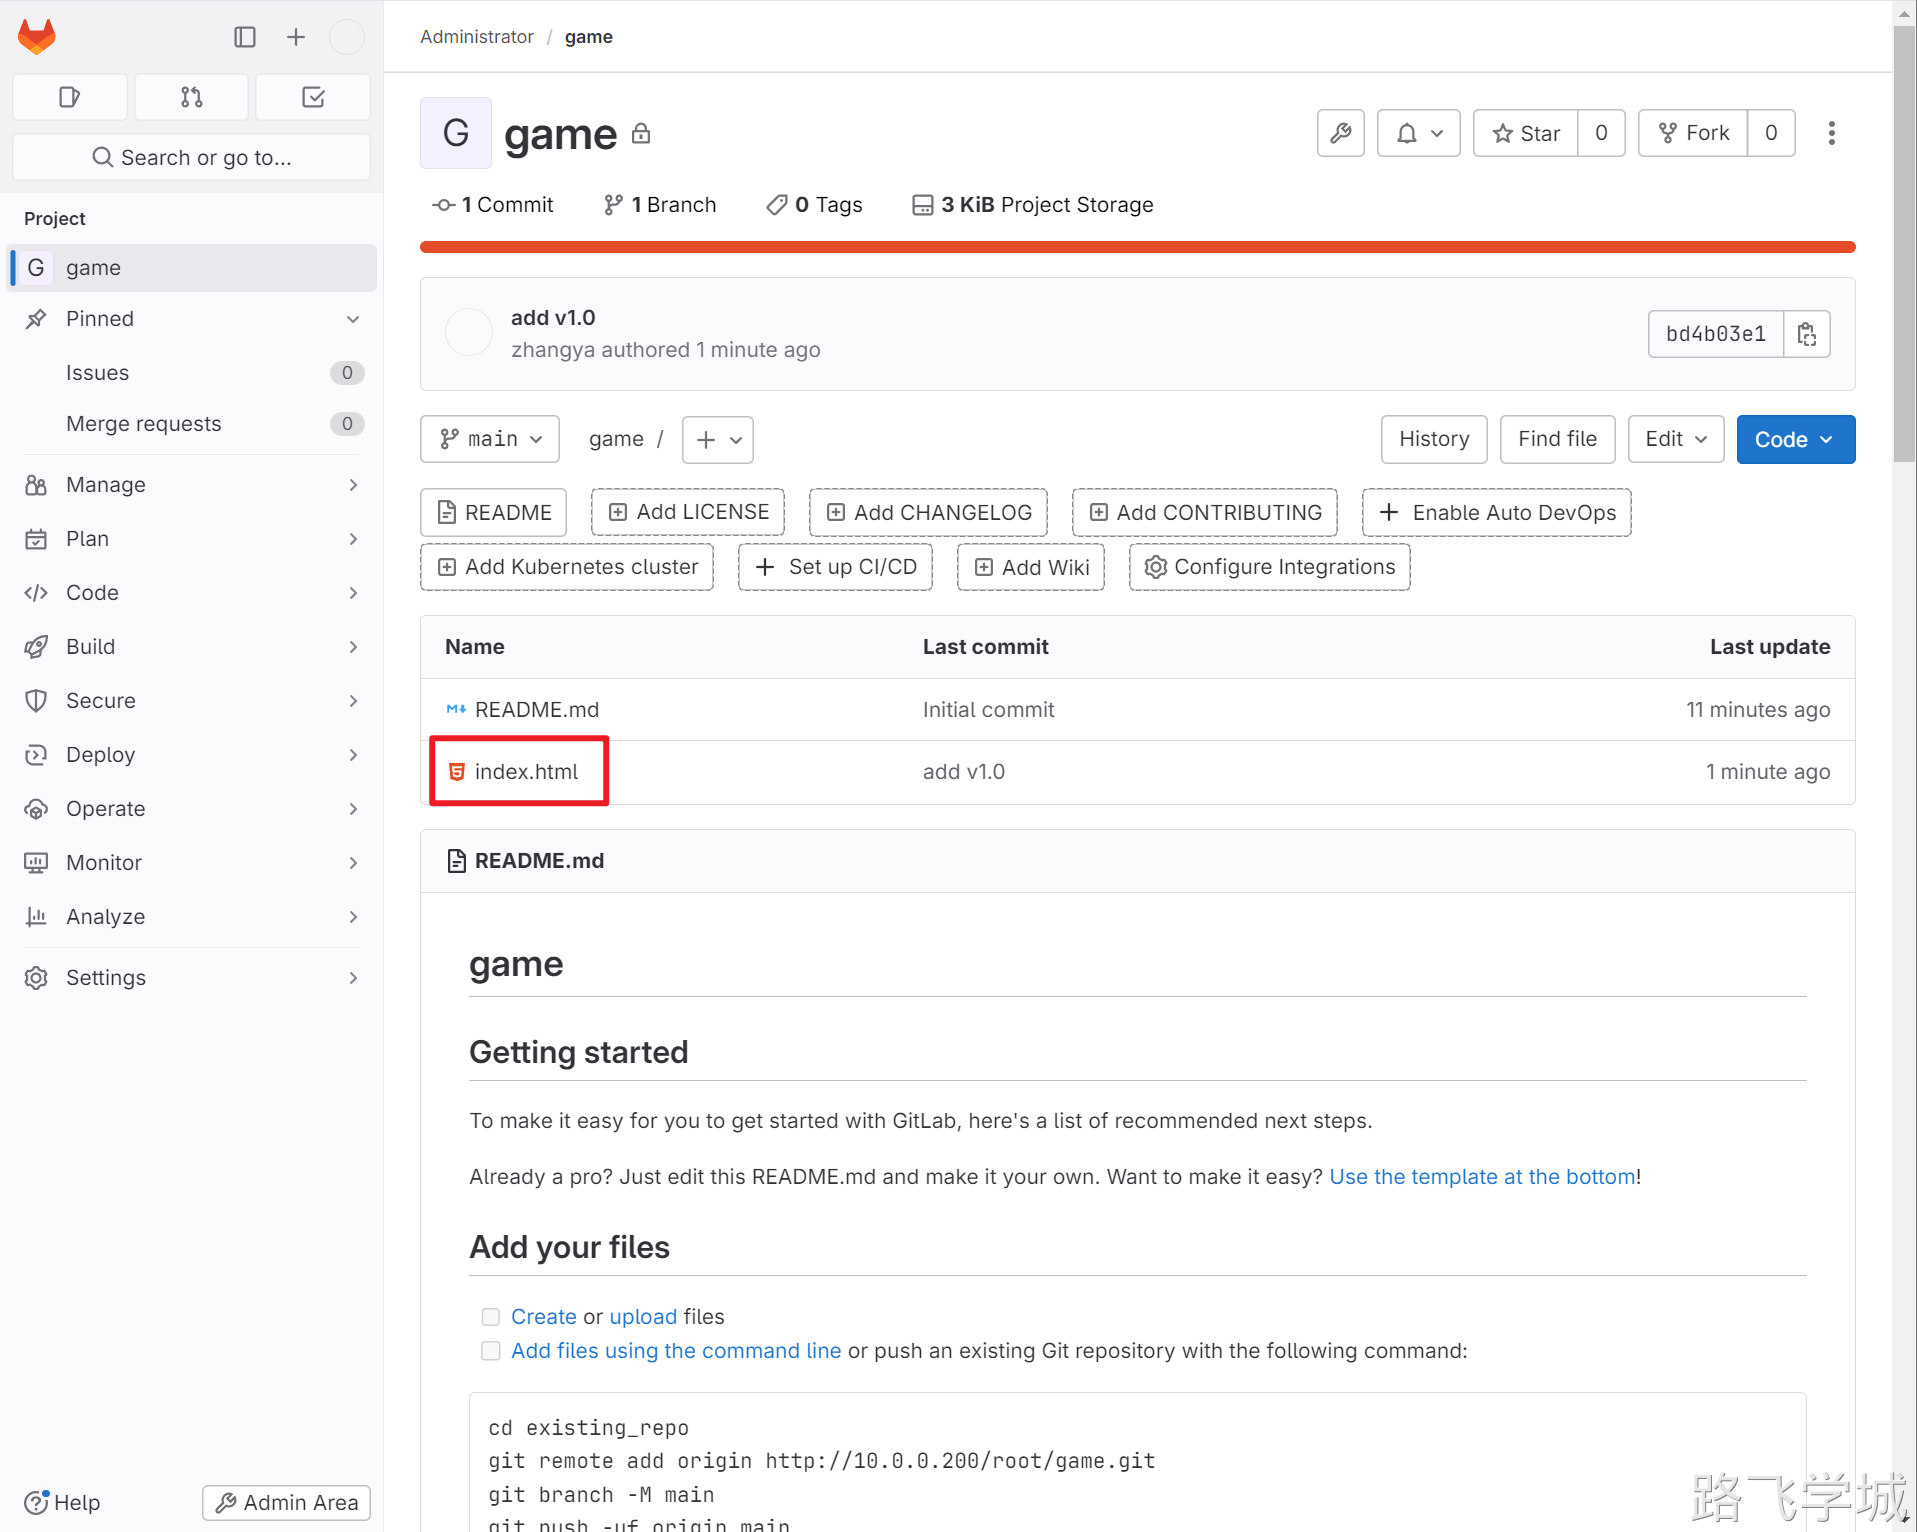 Administrator / game
Search or go to...
Project
G game
Pinned
Issues 0
Merge requests 0
Manage
Plan
Code
Build
Secure
Deploy
Operate
Monitor
Analyze
Settings
Help
Admin Area
G game
Star 0
Fork 0
1 Commit
1 Branch
0 Tags
3 KiB Project Storage
add v1.0
zhangya authored 1 minute ago
bd4b03e1
main
game /
History
Find file
Edit
Code
README
Add LICENSE
Add CHANGELOG
Add CONTRIBUTING
Enable Auto DevOps
Add Kubernetes cluster
Set up CI/CD
Add Wiki
Configure Integrations
Name Last commit Last update
README.md Initial commit 11 minutes ago
index.html add v1.0 1 minute ago
README.md
game
Getting started
To make it easy for you to get started with GitLab, here's a list of recommended next steps.
Already a pro? Just edit this README.md and make it your own. Want to make it easy? Use the template at the bottom!
Add your files
Create or upload files
Add files using the command line or push an existing Git repository with the following command:
cd existing_repo
git remote add origin http://10.0.0.200/root/game.git
git branch -M main
git push -uf origin main
路飞学城